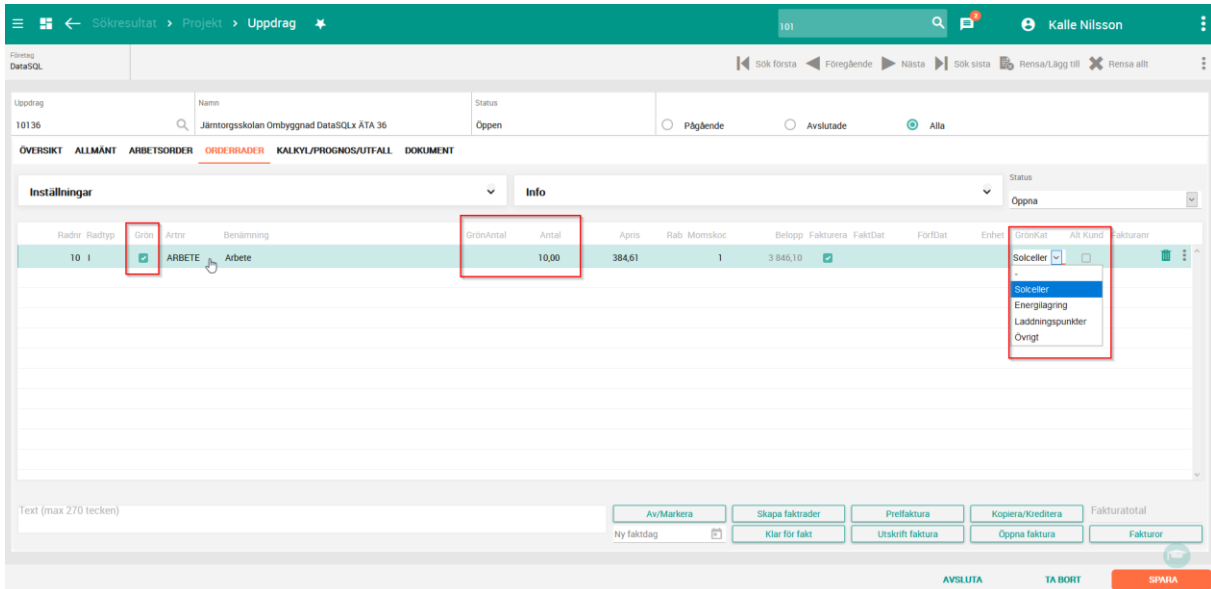 Sökresultat > Projekt > Uppdrag 101 2 Kalle Nilsson
Företag
DataSQL
Sök första Föregående Nästa Sök sista Rensa/Lägg till Rensa allt
Uppdrag Namn Status
10136 Järntorgsskolan Ombyggnad DataSQLx ÄTA 36 Öppen Pågående Avslutade Alla
ÖVERSIKT ALLMÄNT ARBETSORDER ORDERRADER KALKYL/PROGNOS/UTFALL DOKUMENT
Inställningar Info
Status
Öppna
Radnr Radtyp Grön Artnr Benämning GrönAntal Antal Apris Rab Momskoc Belopp Fakturera FaktDat FörfDat Enhet GrönKat Alt Kund Fakturanr
10 I ARBETE Arbete 10,00 384,61 1 3 846,10 Solceller
-
Solceller
Energilagring
Laddningspunkter
Övrigt
Text (max 270 tecken)
Av/Markera Skapa faktrader Prelfaktura Kopiera/Kreditera Fakturatotal
Ny faktdag Klar för fakt Utskrift faktura Öppna faktura Fakturor
AVSLUTA TA BORT SPARA